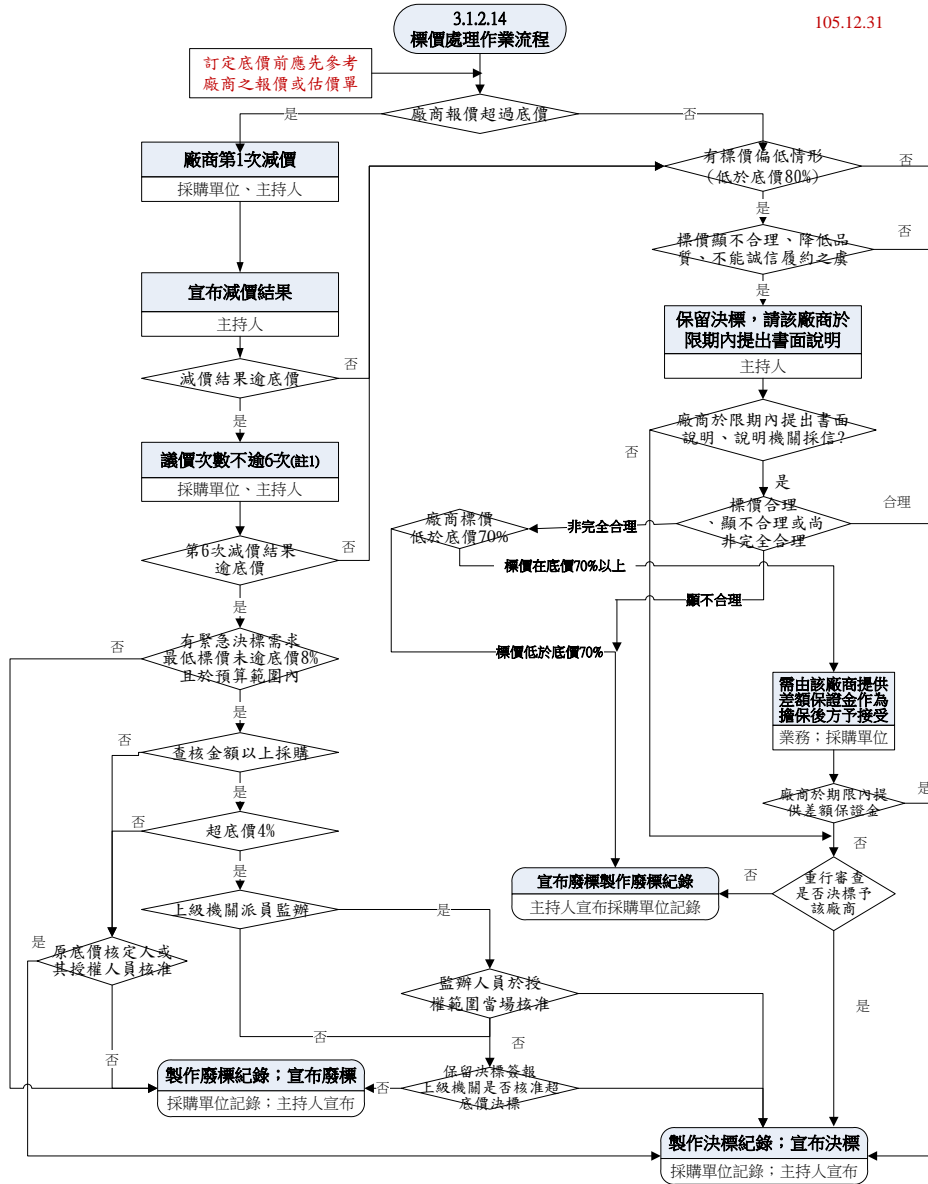 3.1.2.14
標價處理作業流程
105.12.31
訂定底價前應先參考
廠商之報價或估價單
廠商報價超過底價
是
否
廠商第1次減價
採購單位、主持人
有標價偏低情形
(低於底價80%)
否
是
標價顯不合理、降低品
質、不能誠信履約之虞
否
是
宣布減價結果
主持人
保留決標，請該廠商於
限期內提出書面說明
主持人
減價結果逾底價
否
是
廠商於限期內提出書面
說明、說明機關採信?
否
是
議價次數不逾6次(註1)
採購單位、主持人
標價合理
、顯不合理或尚
非完全合理
合理
非完全合理
廠商標價
低於底價70%
標價在底價70%以上
顯不合理
標價低於底價70%
第6次減價結果
逾底價
否
是
有緊急決標需求
最低標價未逾底價8%
且於預算範圍內
否
是
需由該廠商提供
差額保證金作為
擔保後方予接受
業務；採購單位
查核金額以上採購
否
是
廠商於期限內提
供差額保證金
是
否
超底價4%
否
是
重行審查
是否決標予
該廠商
否
是
宣布廢標製作廢標紀錄
主持人宣布採購單位記錄
上級機關派員監辦
是
否
原底價核定人或
其授權人員核准
是
否
監辦人員於授
權範圍當場核准
否
保留決標簽報
上級機關是否核准超
底價決標
否
製作廢標紀錄；宣布廢標
採購單位記錄；主持人宣布
製作決標紀錄；宣布決標
採購單位記錄；主持人宣布